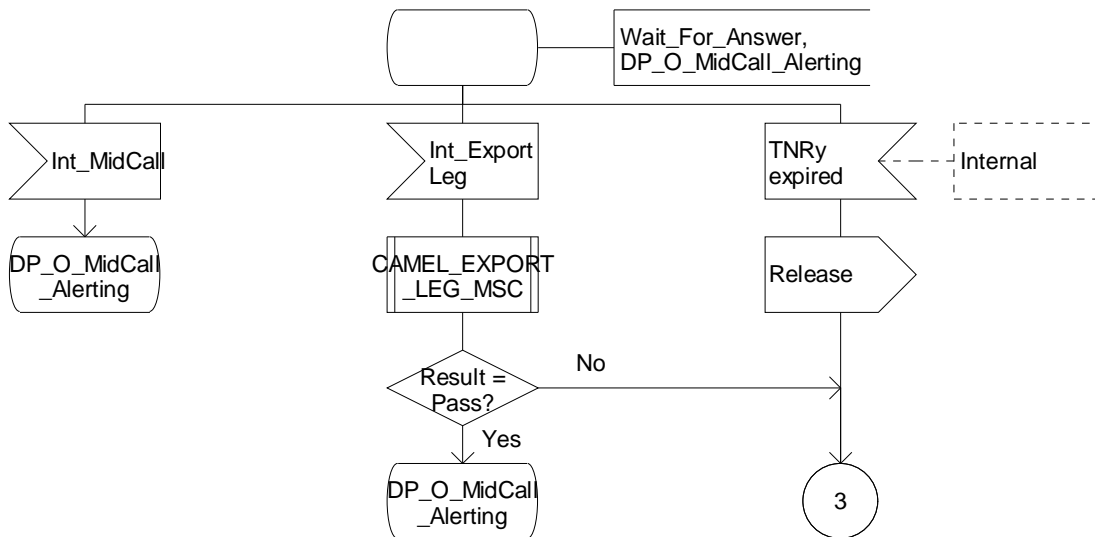 Wait_For_Answer,
DP_O_MidCall_Alerting
Int_MidCall
Int_Export
Leg
TNRy
expired
Internal
DP_O_MidCall
_Alerting
CAMEL_EXPORT
_LEG_MSC
Release
Result =
Pass?
No
Yes
DP_O_MidCall
_Alerting
3